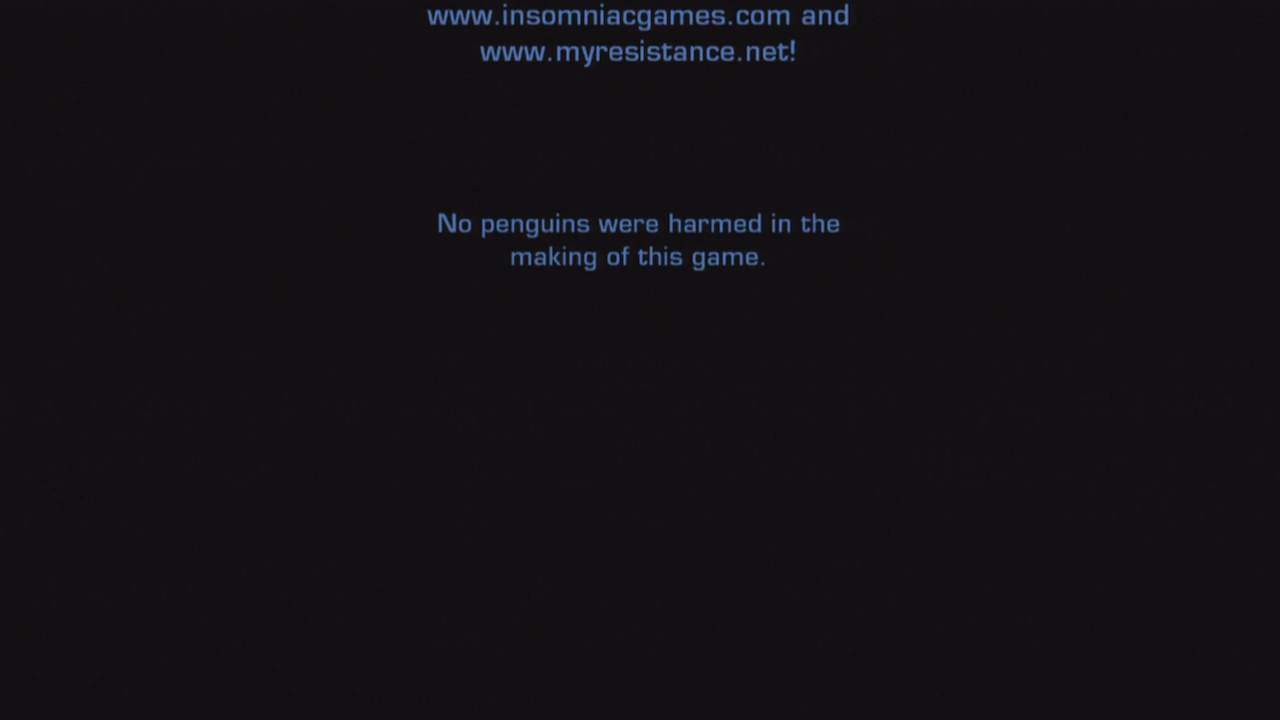 www.insomniacgames.com and
www.myresistance.net!
No penguins were harmed in the
making of this game.